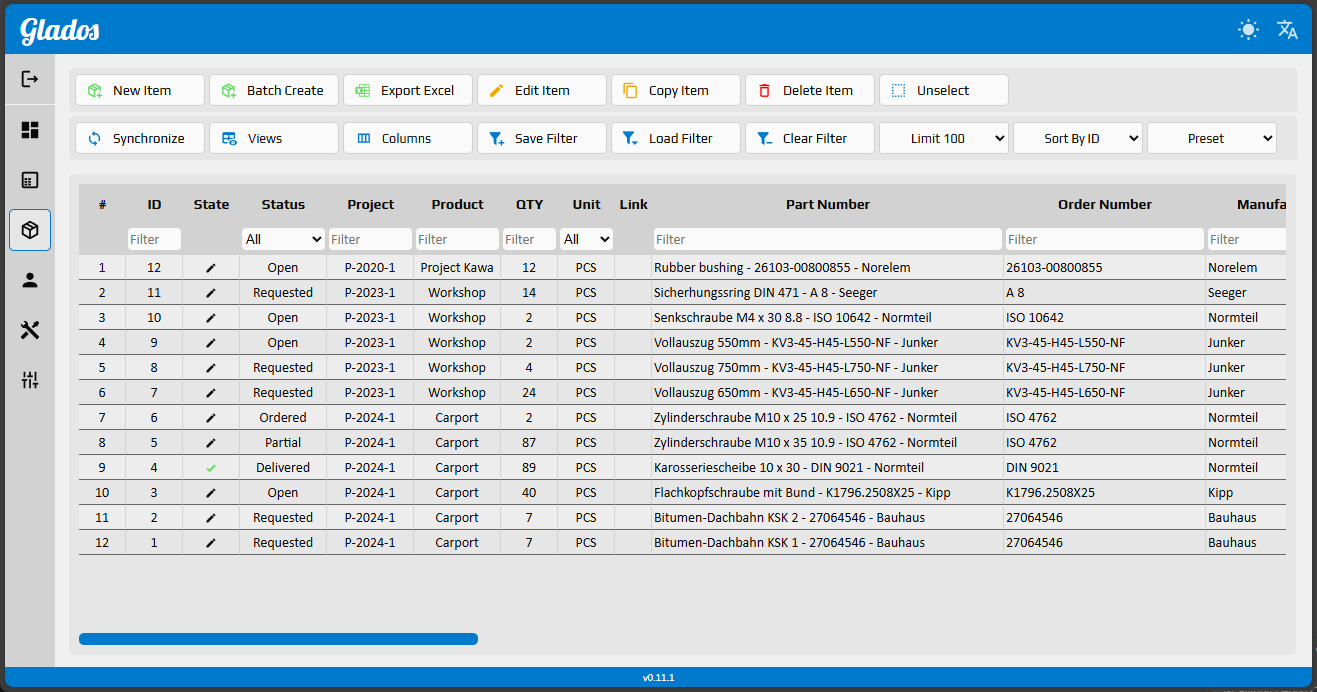 Glados
New Item Batch Create Export Excel Edit Item Copy Item Delete Item Unselect
Synchronize Views Columns Save Filter Load Filter Clear Filter Limit 100 Sort By ID Preset
# ID State Status Project Product QTY Unit Link Part Number Order Number Manufa
Filter All Filter Filter Filter All Filter Filter Filter
1 12 Open P-2020-1 Project Kawa 12 PCS Rubber bushing - 26103-00800855 - Norelem 26103-00800855 Norelem
2 11 Requested P-2023-1 Workshop 14 PCS Sicherhungssring DIN 471 - A 8 - Seeger A 8 Seeger
3 10 Open P-2023-1 Workshop 2 PCS Senkschraube M4 x 30 8.8 - ISO 10642 - Normteil ISO 10642 Normteil
4 9 Open P-2023-1 Workshop 2 PCS Vollauszug 550mm - KV3-45-H45-L550-NF - Junker KV3-45-H45-L550-NF Junker
5 8 Requested P-2023-1 Workshop 4 PCS Vollauszug 750mm - KV3-45-H45-L750-NF - Junker KV3-45-H45-L750-NF Junker
6 7 Requested P-2023-1 Workshop 24 PCS Vollauszug 650mm - KV3-45-H45-L650-NF - Junker KV3-45-H45-L650-NF Junker
7 6 Ordered P-2024-1 Carport 2 PCS Zylinderschraube M10 x 25 10.9 - ISO 4762 - Normteil ISO 4762 Normteil
8 5 Partial P-2024-1 Carport 87 PCS Zylinderschraube M10 x 35 10.9 - ISO 4762 - Normteil ISO 4762 Normteil
9 4 Delivered P-2024-1 Carport 89 PCS Karosseriescheibe 10 x 30 - DIN 9021 - Normteil DIN 9021 Normteil
10 3 Open P-2024-1 Carport 40 PCS Flachkopfschraube mit Bund - K1796.2508X25 - Kipp K1796.2508X25 Kipp
11 2 Requested P-2024-1 Carport 7 PCS Bitumen-Dachbahn KSK 2 - 27064546 - Bauhaus 27064546 Bauhaus
12 1 Requested P-2024-1 Carport 7 PCS Bitumen-Dachbahn KSK 1 - 27064546 - Bauhaus 27064546 Bauhaus
v0.11.1